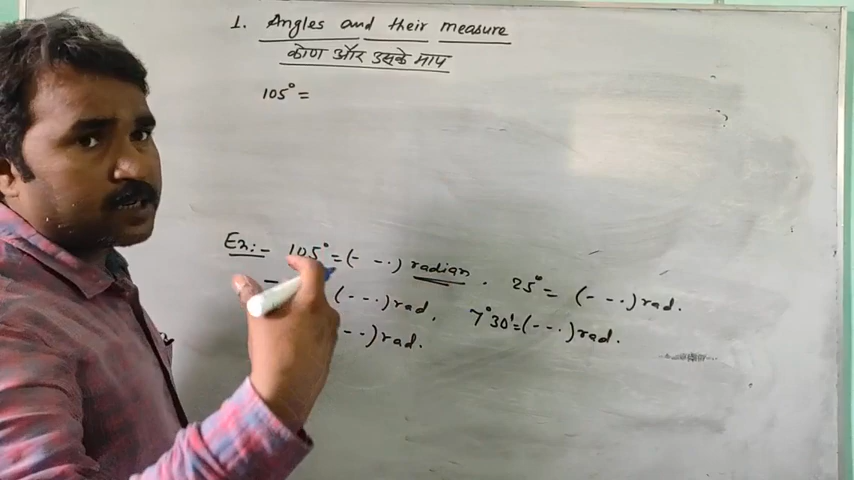 1. Angles and their measure
कोण और उसके माप
105° =
Ex:- 105° = (- - -.) radian. 25° = (- - -.) rad.
(- - -.) rad. 7°30' = (- - -.) rad.
- -.) rad.